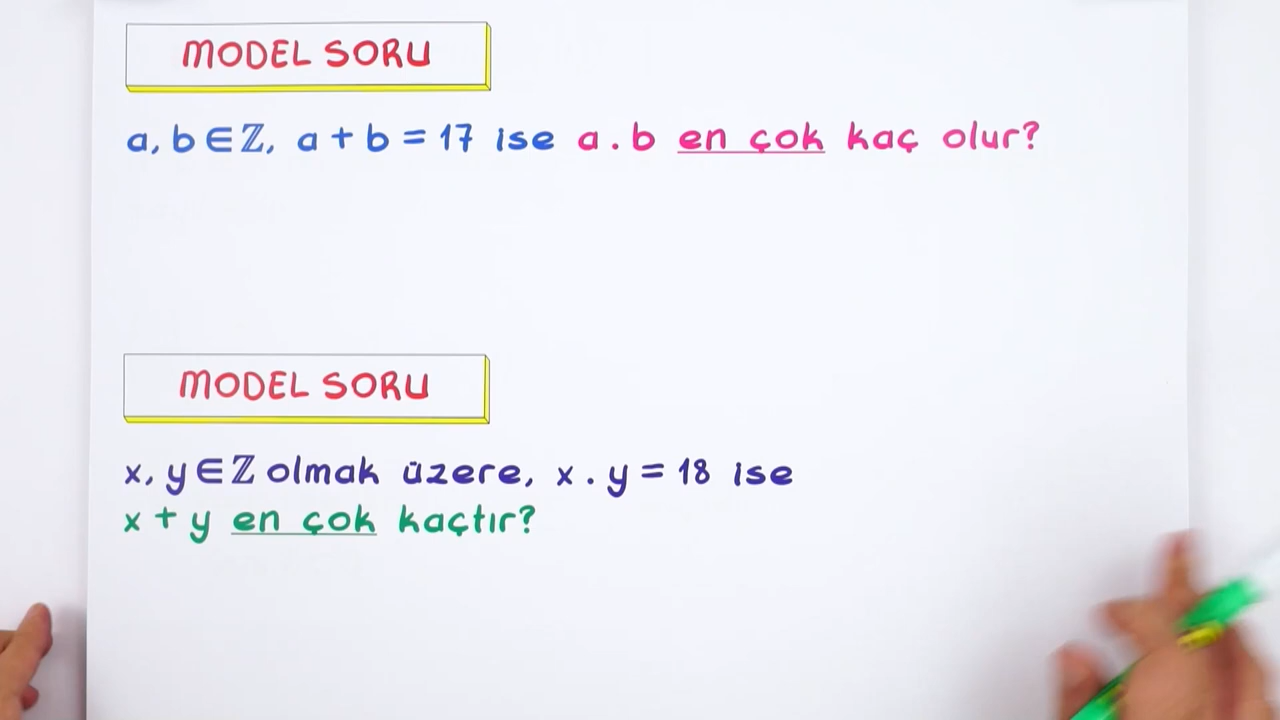 MODEL SORU
a, b ∈ ℤ, a + b = 17 ise a . b en çok kaç olur?
MODEL SORU
x, y ∈ ℤ olmak üzere, x . y = 18 ise
x + y en çok kaçtır?